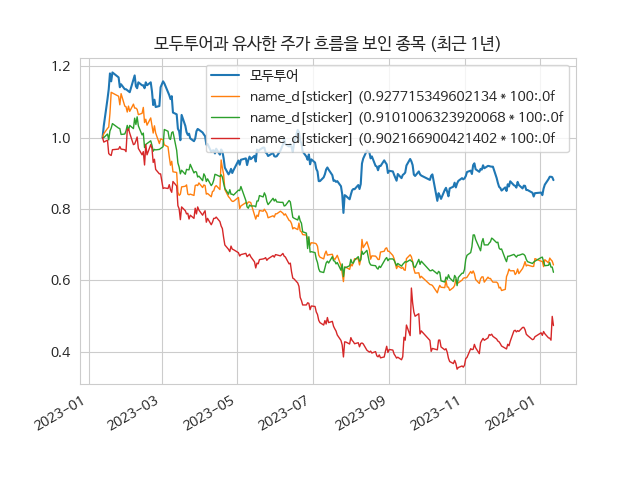 모두투어과 유사한 주가 흐름을 보인 종목 (최근 1년)
모두투어
name_d[sticker] (0.927715349602134 * 100:.0f
name_d[sticker] (0.9101006323920068 * 100:.0f
name_d[sticker] (0.902166900421402 * 100:.0f
1.2
1.0
0.8
0.6
0.4
2023-01
2023-03
2023-05
2023-07
2023-09
2023-11
2024-01